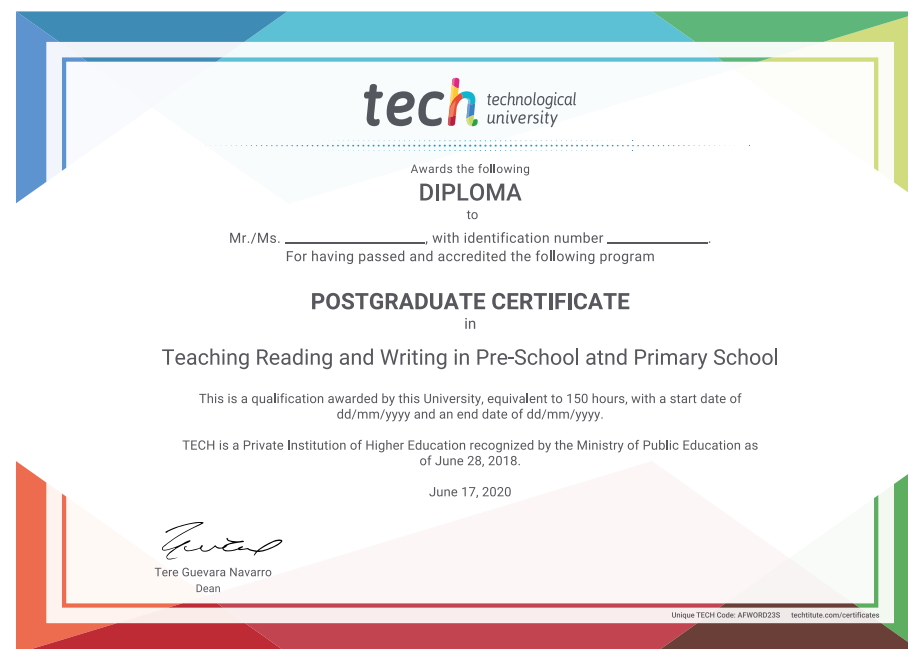 tech technological
university
Awards the following
DIPLOMA
to
Mr./Ms. ____________________, with identification number ______________.
For having passed and accredited the following program
POSTGRADUATE CERTIFICATE
in
Teaching Reading and Writing in Pre-School atnd Primary School
This is a qualification awarded by this University, equivalent to 150 hours, with a start date of
dd/mm/yyyy and an end date of dd/mm/yyyy.
TECH is a Private Institution of Higher Education recognized by the Ministry of Public Education as
of June 28, 2018.
June 17, 2020
Tere Guevara Navarro
Dean
Unique TECH Code: AFWORD23S techtitute.com/certificates